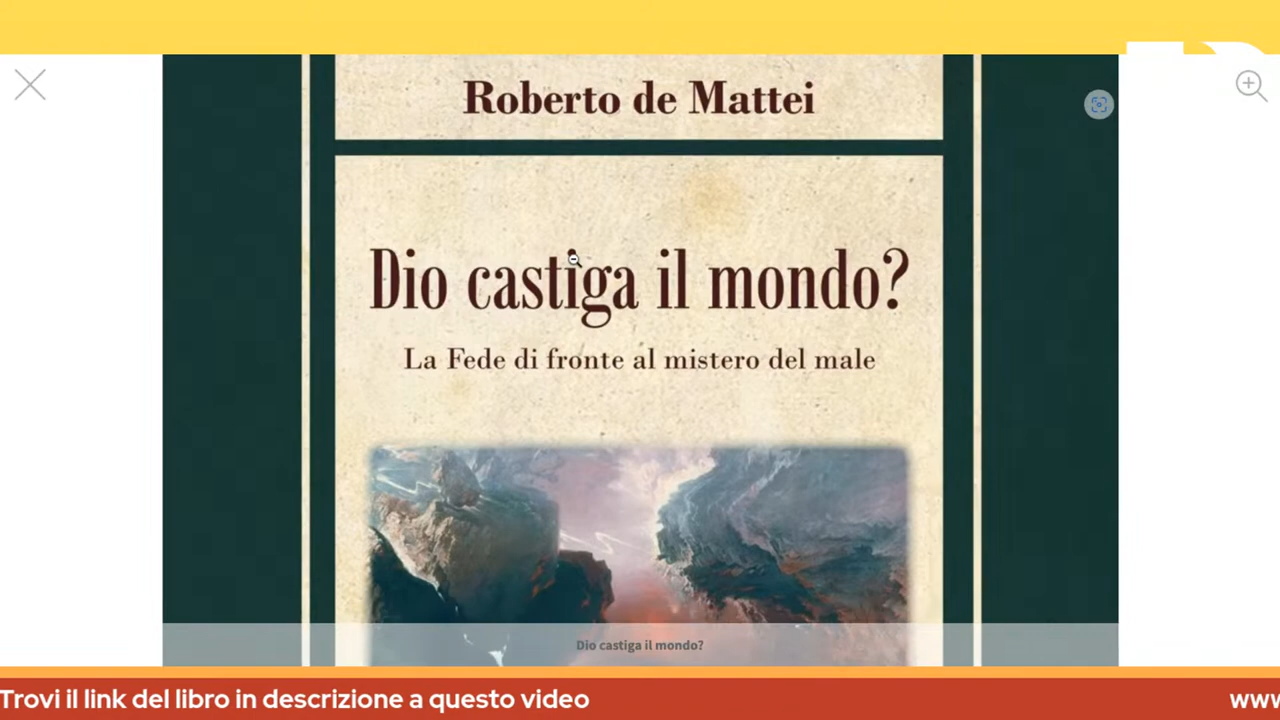 Roberto de Mattei
Dio castiga il mondo?
La Fede di fronte al mistero del male
Dio castiga il mondo?
Trovi il link del libro in descrizione a questo video
www